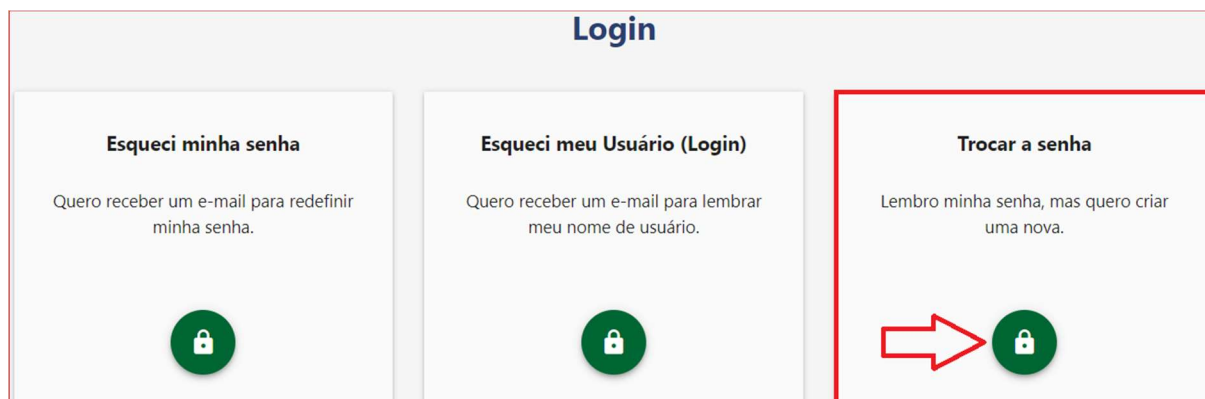 Login
Esqueci minha senha
Quero receber um e-mail para redefinir
minha senha.
Esqueci meu Usuário (Login)
Quero receber um e-mail para lembrar
meu nome de usuário.
Trocar a senha
Lembro minha senha, mas quero criar
uma nova.